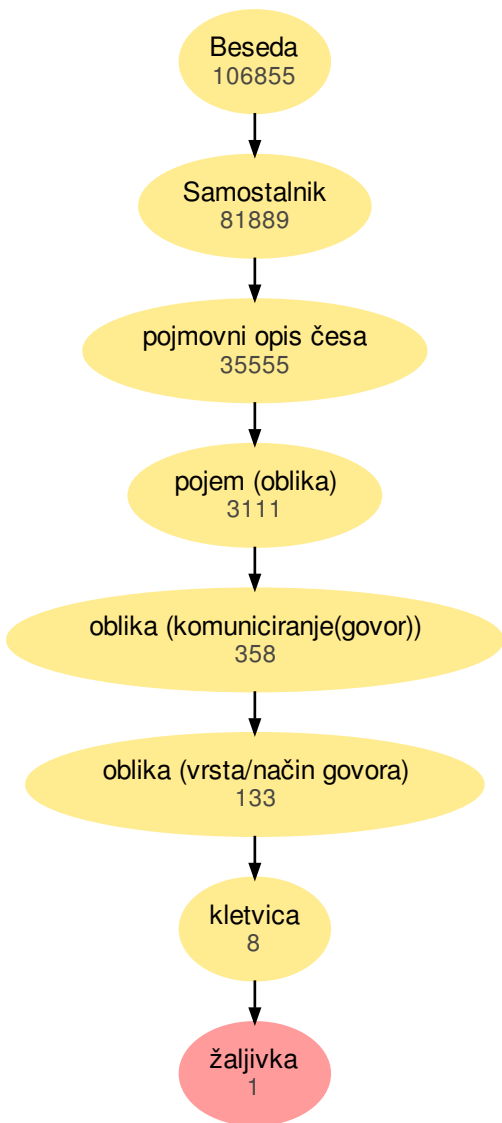 Beseda
106855
Samostalnik
81889
pojmovni opis česa
35555
pojem (oblika)
3111
oblika (komuniciranje(govor))
358
oblika (vrsta/način govora)
133
kletvica
8
žaljivka
1